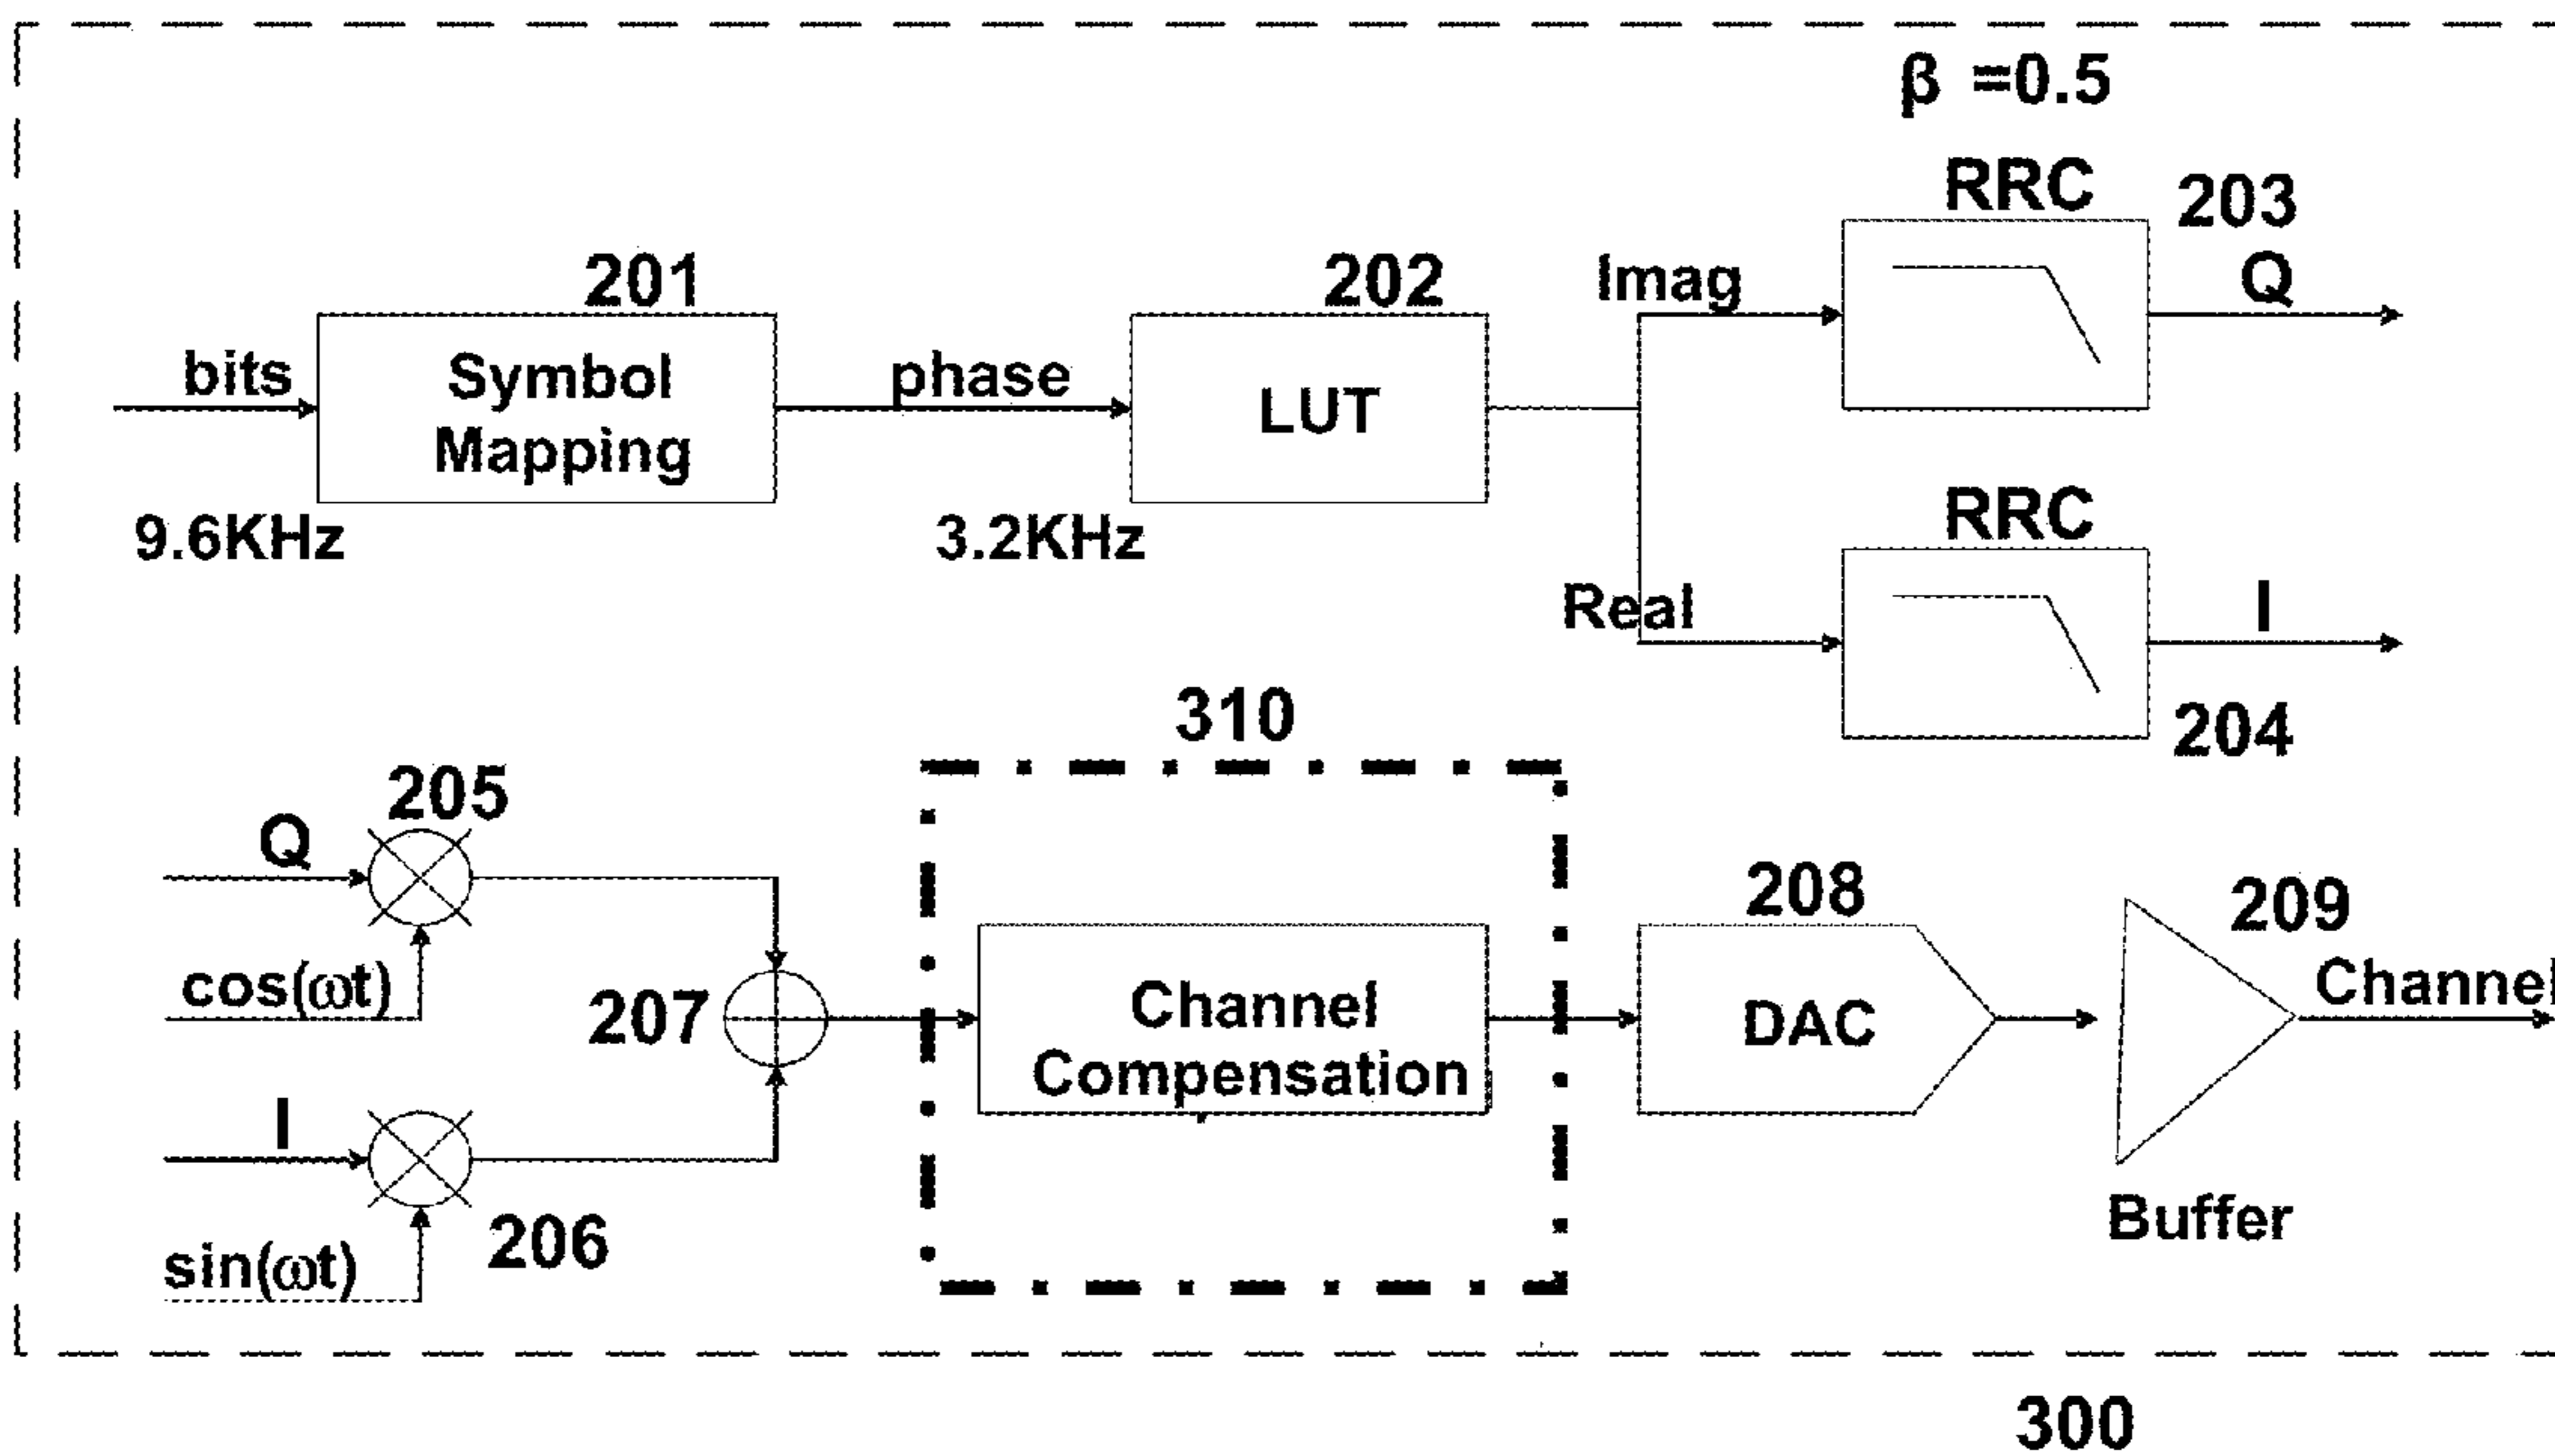 β =0.5
RRC
203
201
202
Imag
Q
bits
Symbol
Mapping
phase
LUT
9.6KHz
3.2KHz
RRC
Real
I
204
310
205
Q
208
209
cos(ωt)
207
Channel
Compensation
DAC
Channel
I
206
sin(ωt)
Buffer
300